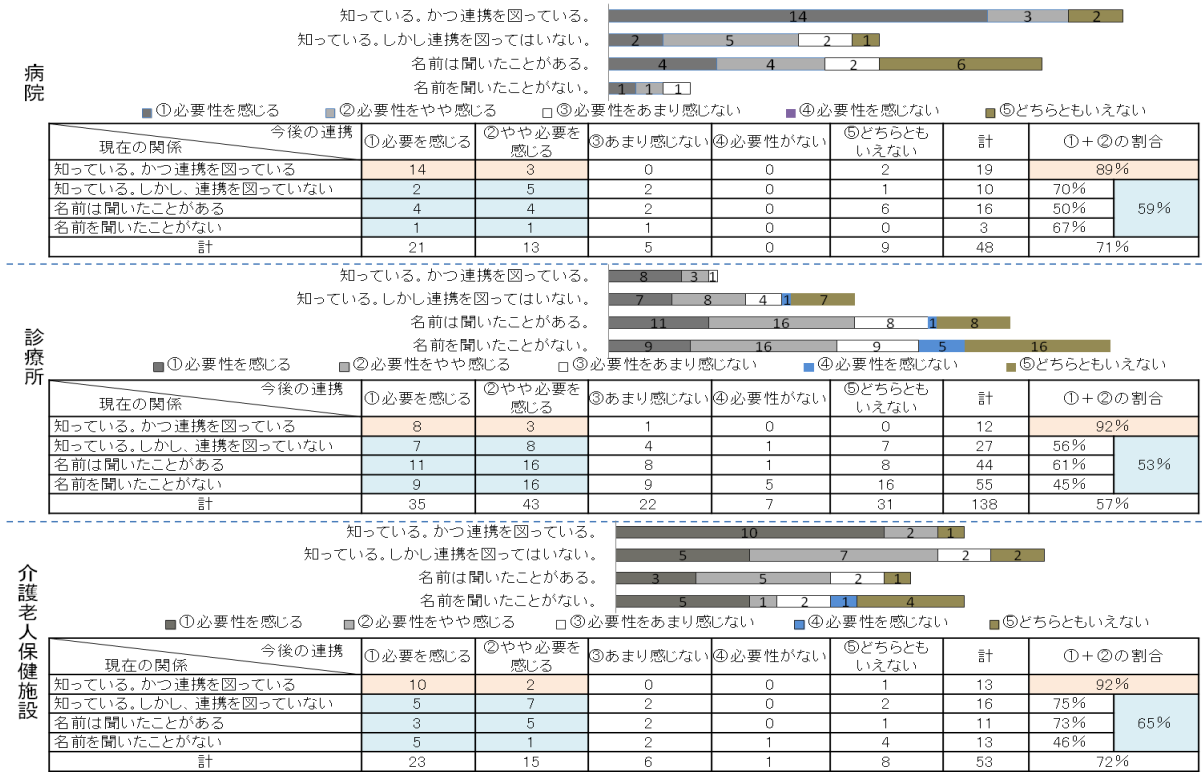 病院
知っている。かつ連携を図っている。 14 3 2
知っている。しかし連携を図ってはいない。 2 5 2 1
名前は聞いたことがある。 4 4 2 6
名前を聞いたことがない。 1 1 1
①必要性を感じる ②必要性をやや感じる ③必要性をあまり感じない ④必要性を感じない ⑤どちらともいえない
今後の連携 現在の関係 ①必要を感じる ②やや必要を感じる ③あまり感じない ④必要性がない ⑤どちらともいえない 計 ①+②の割合
知っている。かつ連携を図っている 14 3 0 0 2 19 89%
知っている。しかし、連携を図っていない 2 5 2 0 1 10 70% 59%
名前は聞いたことがある 4 4 2 0 6 16 50%
名前を聞いたことがない 1 1 1 0 0 3 67%
計 21 13 5 0 9 48 71%
診療所
知っている。かつ連携を図っている。 8 3 1
知っている。しかし連携を図ってはいない。 7 8 4 1 7
名前は聞いたことがある。 11 16 8 1 8
名前を聞いたことがない。 9 16 9 5 16
①必要性を感じる ②必要性をやや感じる ③必要性をあまり感じない ④必要性を感じない ⑤どちらともいえない
今後の連携 現在の関係 ①必要を感じる ②やや必要を感じる ③あまり感じない ④必要性がない ⑤どちらともいえない 計 ①+②の割合
知っている。かつ連携を図っている 8 3 1 0 0 12 92%
知っている。しかし、連携を図っていない 7 8 4 1 7 27 56% 53%
名前は聞いたことがある 11 16 8 1 8 44 61%
名前を聞いたことがない 9 16 9 5 16 55 45%
計 35 43 22 7 31 138 57%
介護老人保健施設
知っている。かつ連携を図っている。 10 2 1
知っている。しかし連携を図ってはいない。 5 7 2 2
名前は聞いたことがある。 3 5 2 1
名前を聞いたことがない。 5 1 2 1 4
①必要性を感じる ②必要性をやや感じる ③必要性をあまり感じない ④必要性を感じない ⑤どちらともいえない
今後の連携 現在の関係 ①必要を感じる ②やや必要を感じる ③あまり感じない ④必要性がない ⑤どちらともいえない 計 ①+②の割合
知っている。かつ連携を図っている 10 2 0 0 1 13 92%
知っている。しかし、連携を図っていない 5 7 2 0 2 16 75% 65%
名前は聞いたことがある 3 5 2 0 1 11 73%
名前を聞いたことがない 5 1 2 1 4 13 46%
計 23 15 6 1 8 53 72%